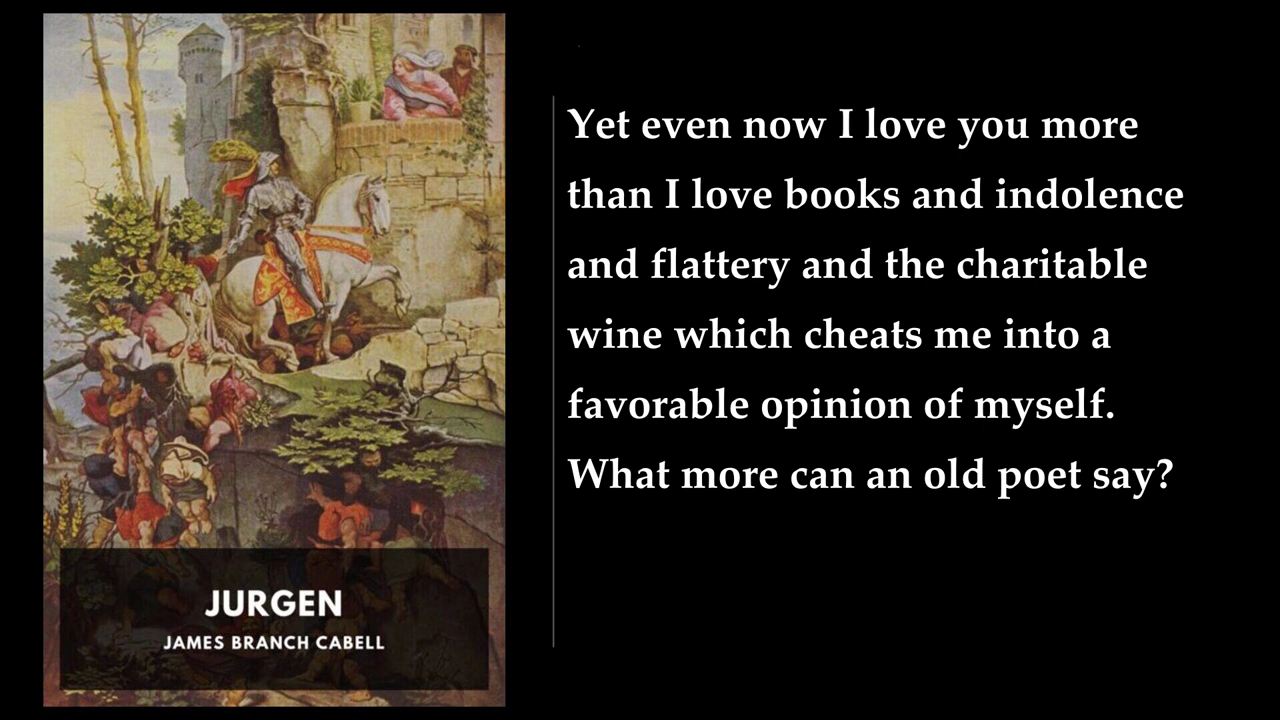 Yet even now I love you more
than I love books and indolence
and flattery and the charitable
wine which cheats me into a
favorable opinion of myself.
What more can an old poet say?
JURGEN
JAMES BRANCH CABELL